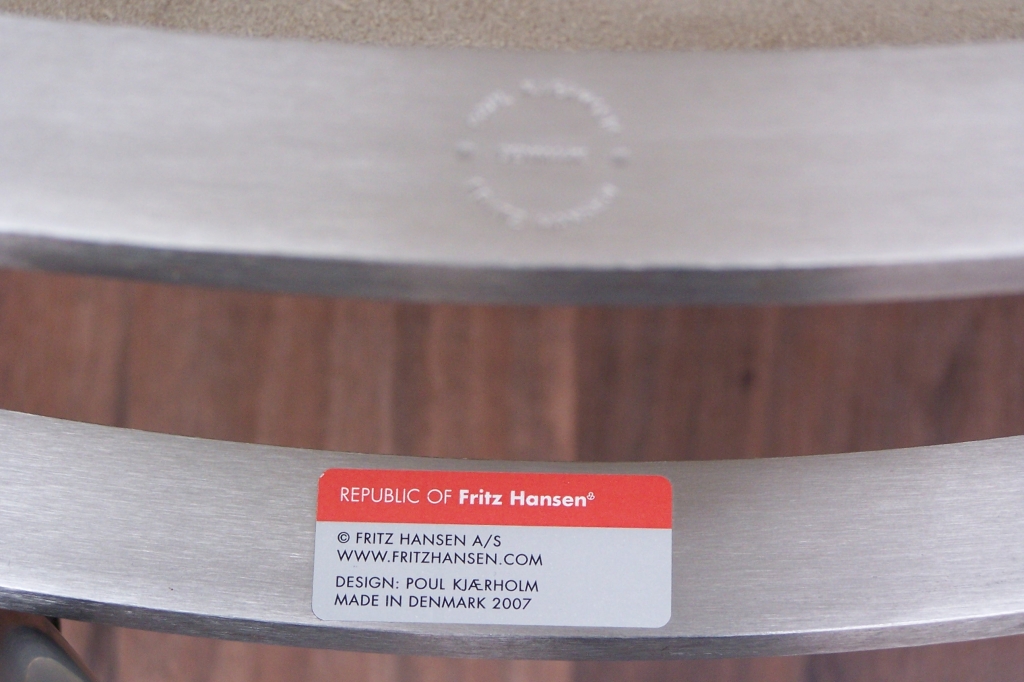 REPUBLIC OF Fritz Hansen
© FRITZ HANSEN A/S
WWW.FRITZHANSEN.COM
DESIGN: POUL KJÆRHOLM
MADE IN DENMARK 2007